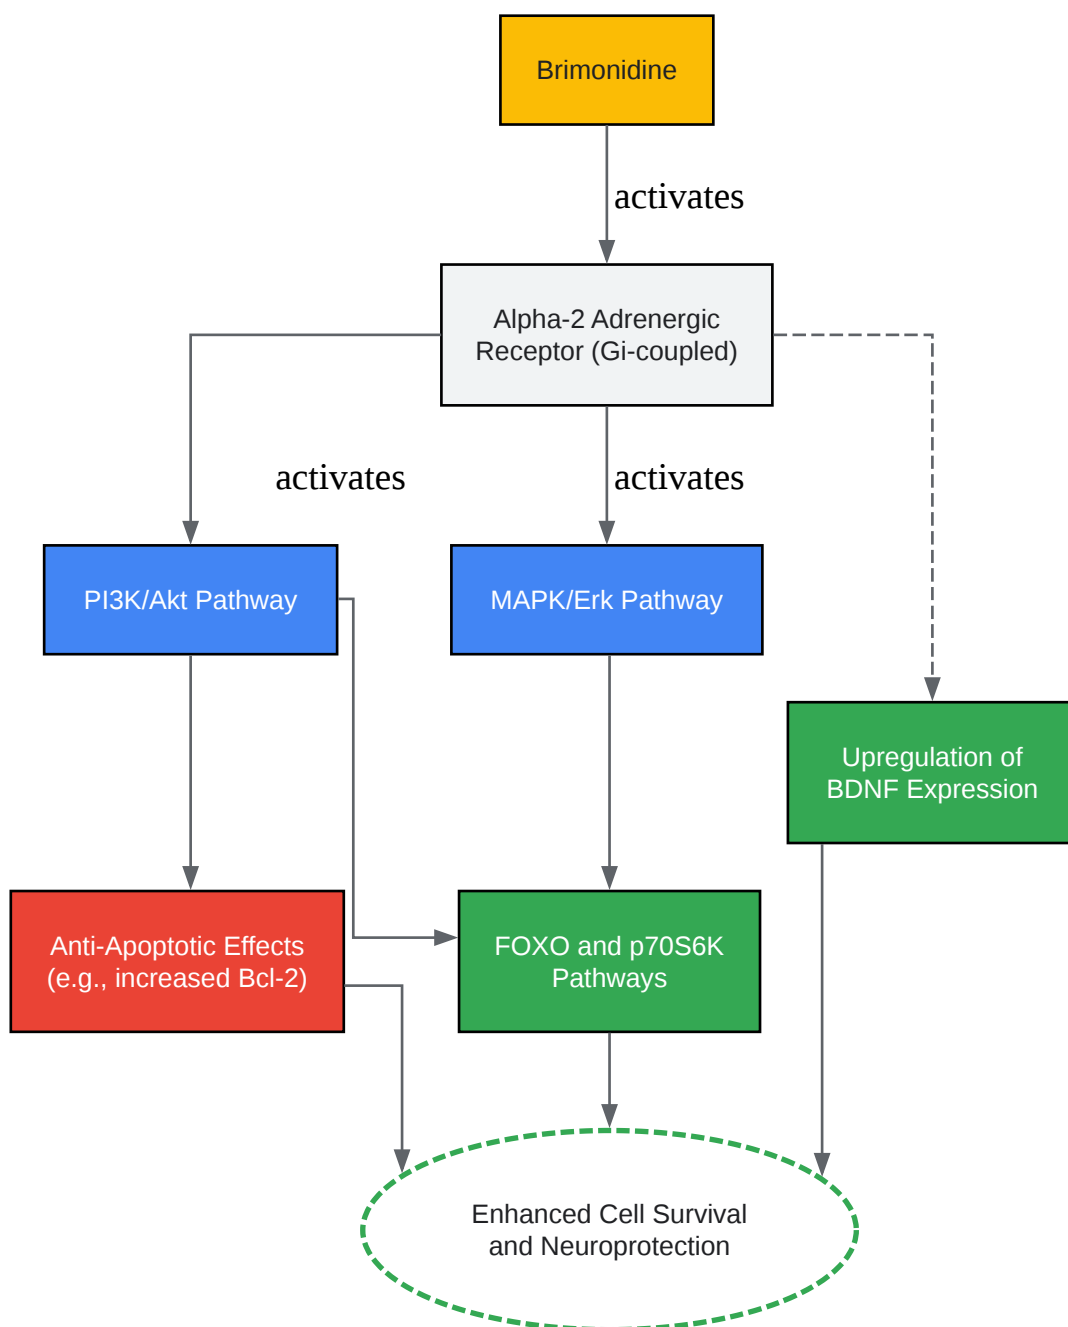 Brimonidine
activates
Alpha-2 Adrenergic
Receptor (Gi-coupled)
activates
activates
PI3K/Akt Pathway
MAPK/Erk Pathway
Upregulation of
BDNF Expression
Anti-Apoptotic Effects
(e.g., increased Bcl-2)
FOXO and p70S6K
Pathways
Enhanced Cell Survival
and Neuroprotection